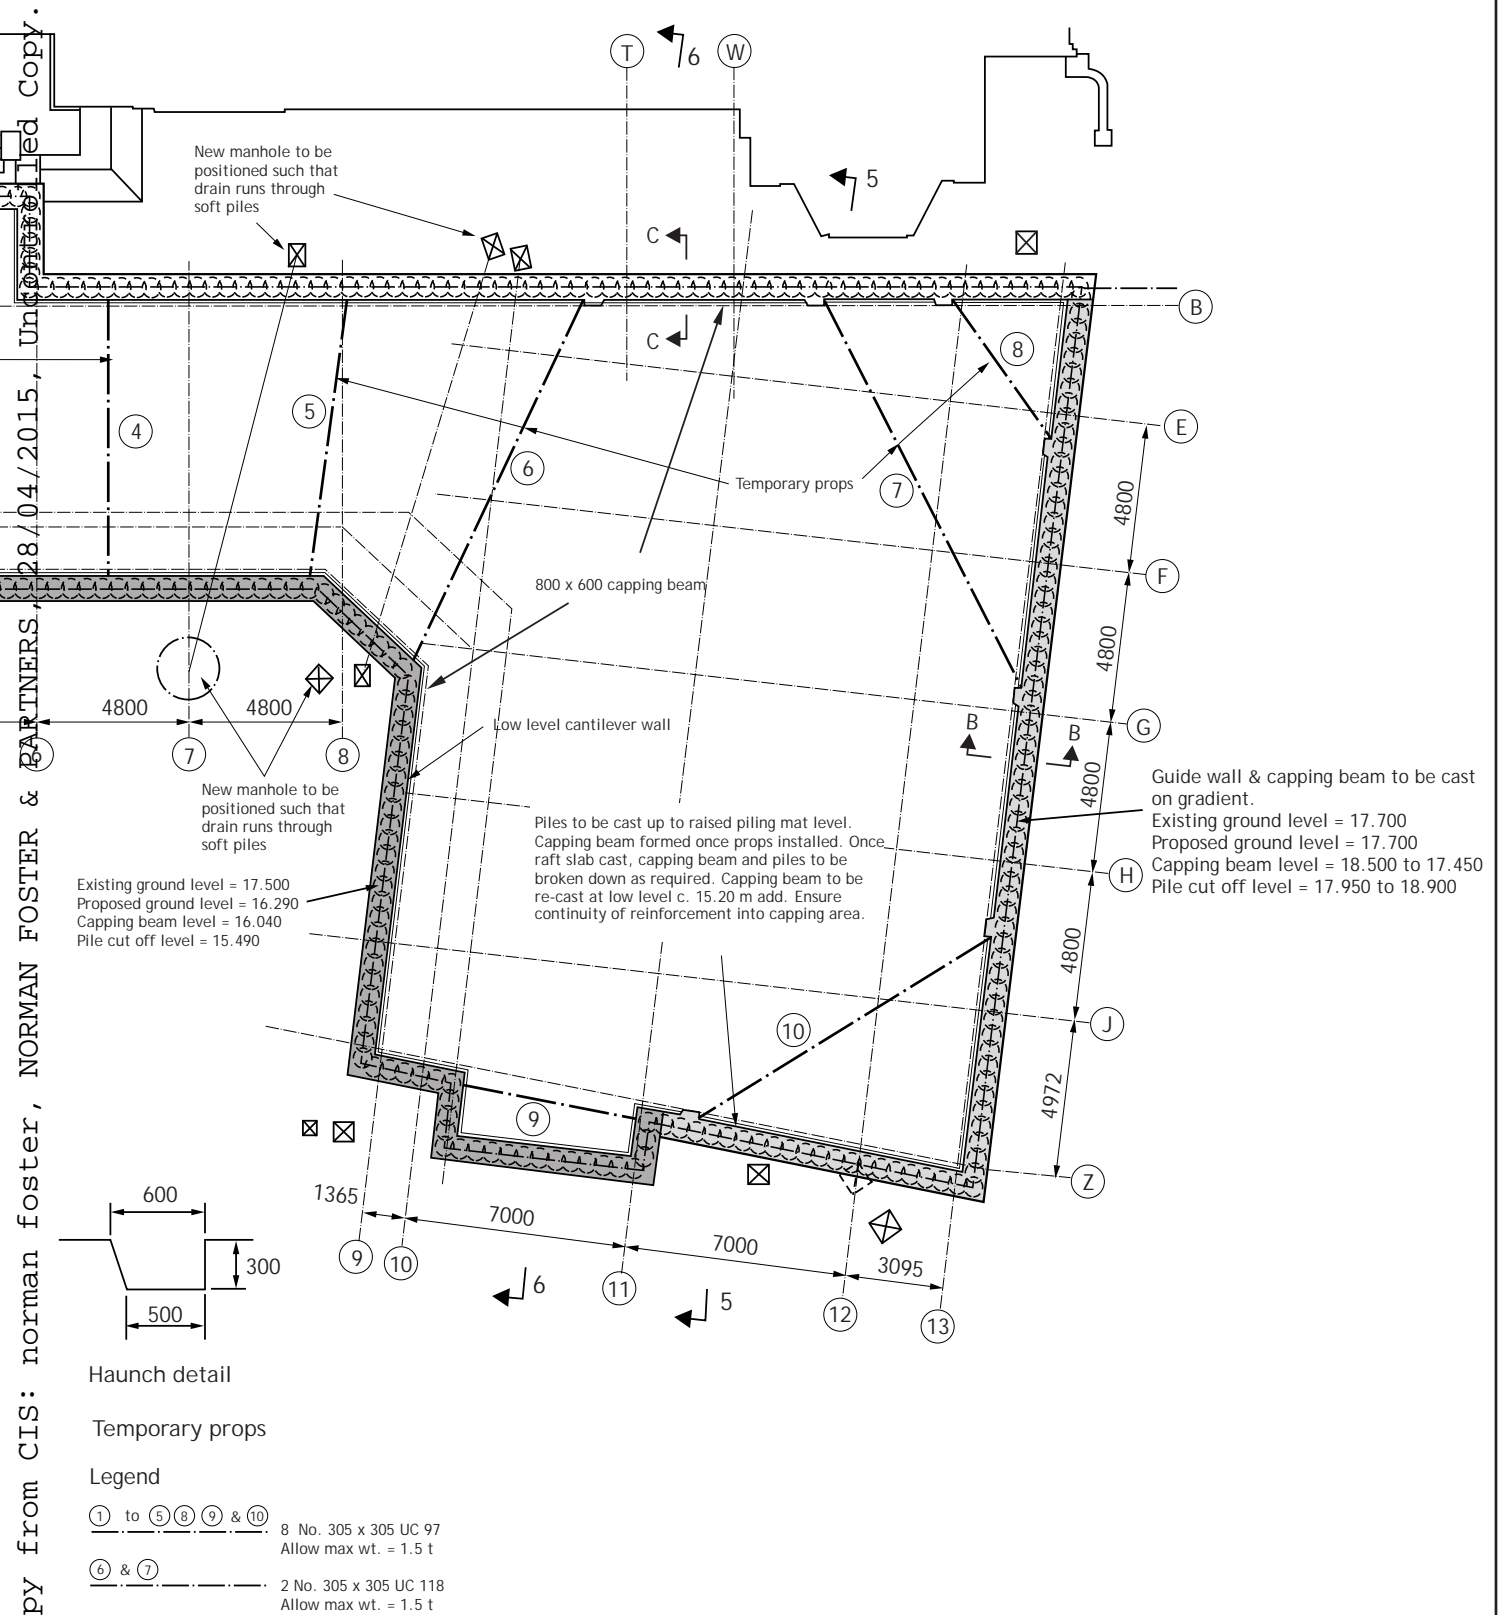 T
6
W
New manhole to be
positioned such that
drain runs through
soft piles
5
C
B
C
8
E
5
4
6
Temporary props
7
4800
F
800 x 600 capping beam
4800
4800
4800
Low level cantilever wall
G
B
B
6
7
8
4800
New manhole to be
positioned such that
drain runs through
soft piles
Guide wall & capping beam to be cast
on gradient.
Existing ground level = 17.700
Proposed ground level = 17.700
Capping beam level = 18.500 to 17.450
Pile cut off level = 17.950 to 18.900
Piles to be cast up to raised piling mat level.
Capping beam formed once props installed. Once
raft slab cast, capping beam and piles to be
broken down as required. Capping beam to be
re-cast at low level c. 15.20 m add. Ensure
continuity of reinforcement into capping area.
H
Existing ground level = 17.500
Proposed ground level = 16.290
Capping beam level = 16.040
Pile cut off level = 15.490
4800
J
10
4972
9
Z
1365
7000
7000
3095
9
10
11
12
13
6
5
600
300
500
Haunch detail
Temporary props
Legend
1 to 5 8 9 & 10
8 No. 305 x 305 UC 97
Allow max wt. = 1.5 t
6 & 7
2 No. 305 x 305 UC 118
Allow max wt. = 1.5 t
py from CIS: norman foster, NORMAN FOSTER & PARTNERS, 28/04/2015, Uncontrolled Copy.